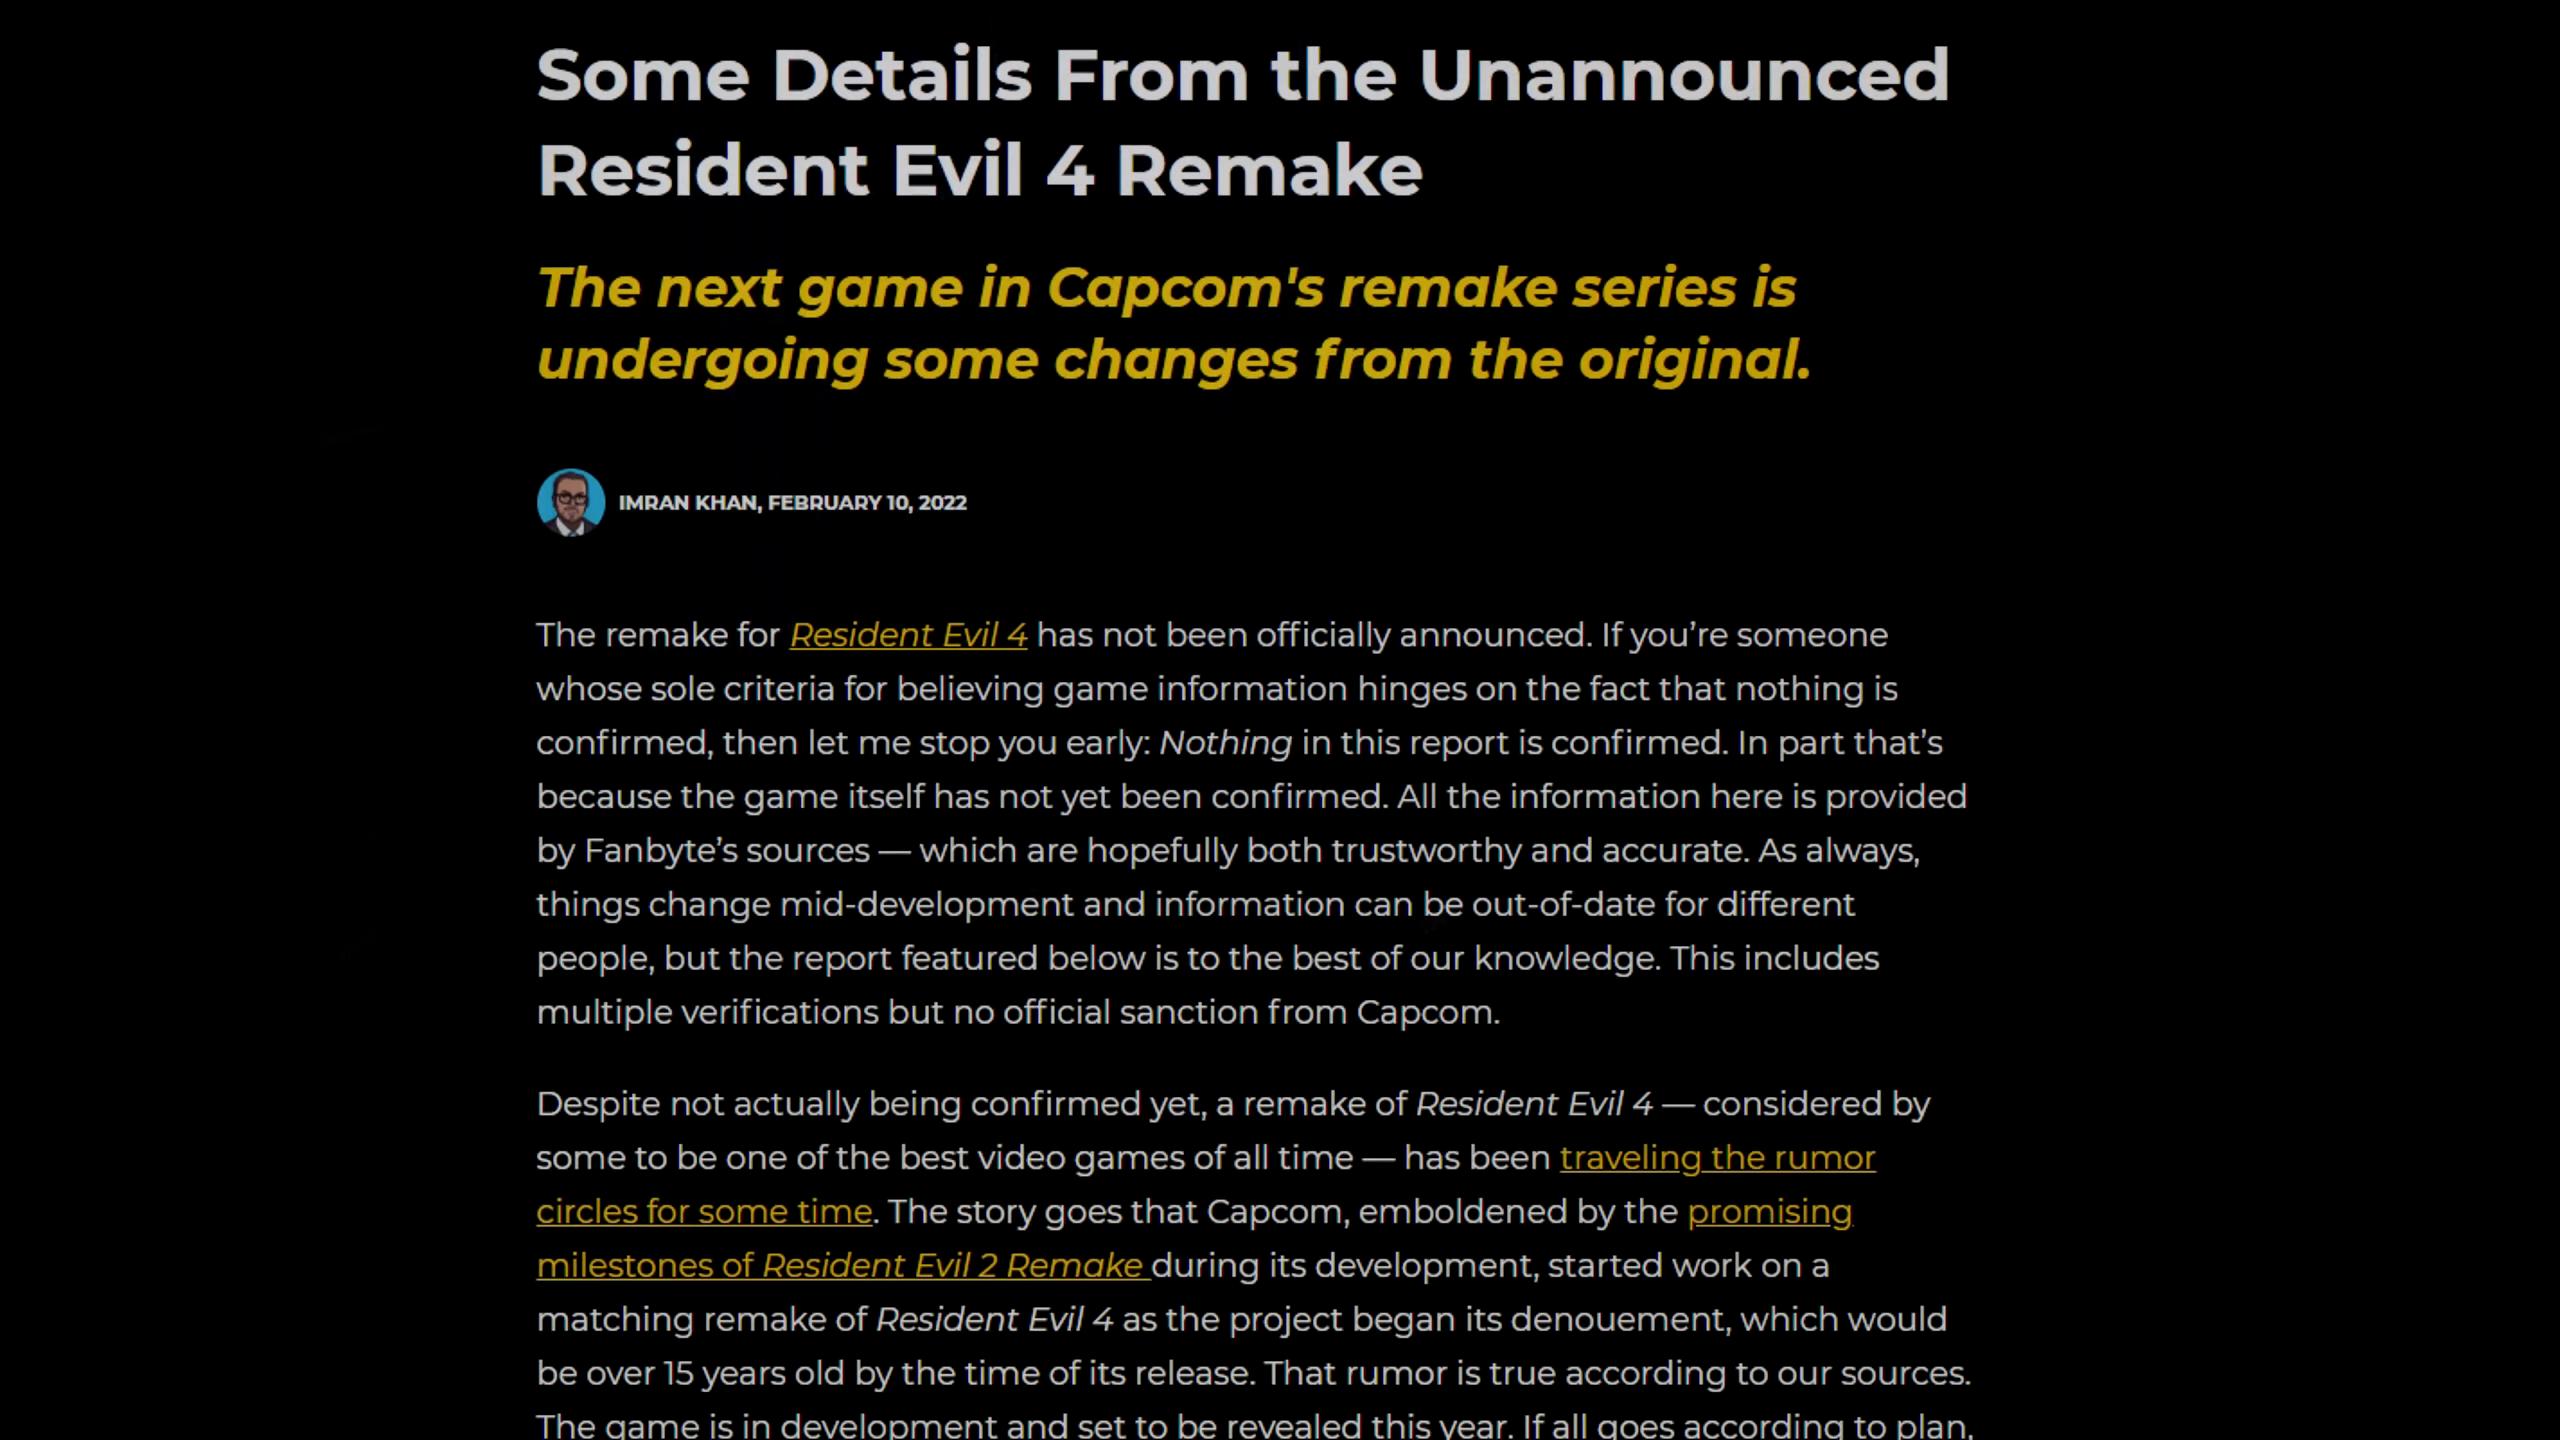 Some Details From the Unannounced
Resident Evil 4 Remake
The next game in Capcom's remake series is
undergoing some changes from the original.
IMRAN KHAN, FEBRUARY 10, 2022
The remake for Resident Evil 4 has not been officially announced. If you’re someone
whose sole criteria for believing game information hinges on the fact that nothing is
confirmed, then let me stop you early: Nothing in this report is confirmed. In part that’s
because the game itself has not yet been confirmed. All the information here is provided
by Fanbyte’s sources — which are hopefully both trustworthy and accurate. As always,
things change mid-development and information can be out-of-date for different
people, but the report featured below is to the best of our knowledge. This includes
multiple verifications but no official sanction from Capcom.
Despite not actually being confirmed yet, a remake of Resident Evil 4 — considered by
some to be one of the best video games of all time — has been traveling the rumor
circles for some time. The story goes that Capcom, emboldened by the promising
milestones of Resident Evil 2 Remake during its development, started work on a
matching remake of Resident Evil 4 as the project began its denouement, which would
be over 15 years old by the time of its release. That rumor is true according to our sources.
The game is in development and set to be revealed this year. If all goes according to plan,